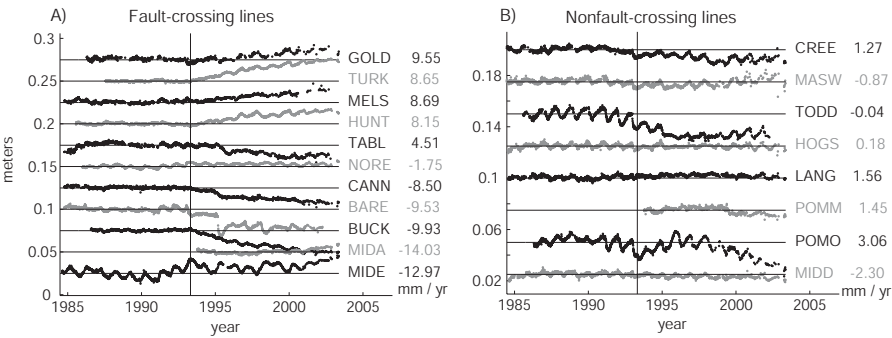 A) Fault-crossing lines
0.3
0.25
0.2
0.15
0.1
0.05
0
meters
GOLD 9.55
TURK 8.65
MELS 8.69
HUNT 8.15
TABL 4.51
NORE -1.75
CANN -8.50
BARE -9.53
BUCK -9.93
MIDA -14.03
MIDE -12.97
mm / yr
1985 1990 1995 2000 2005
year
B) Nonfault-crossing lines
0.18
0.14
0.1
0.06
0.02
CREE 1.27
MASW -0.87
TODD -0.04
HOGS 0.18
LANG 1.56
POMM 1.45
POMO 3.06
MIDD -2.30
mm / yr
1985 1990 1995 2000
year